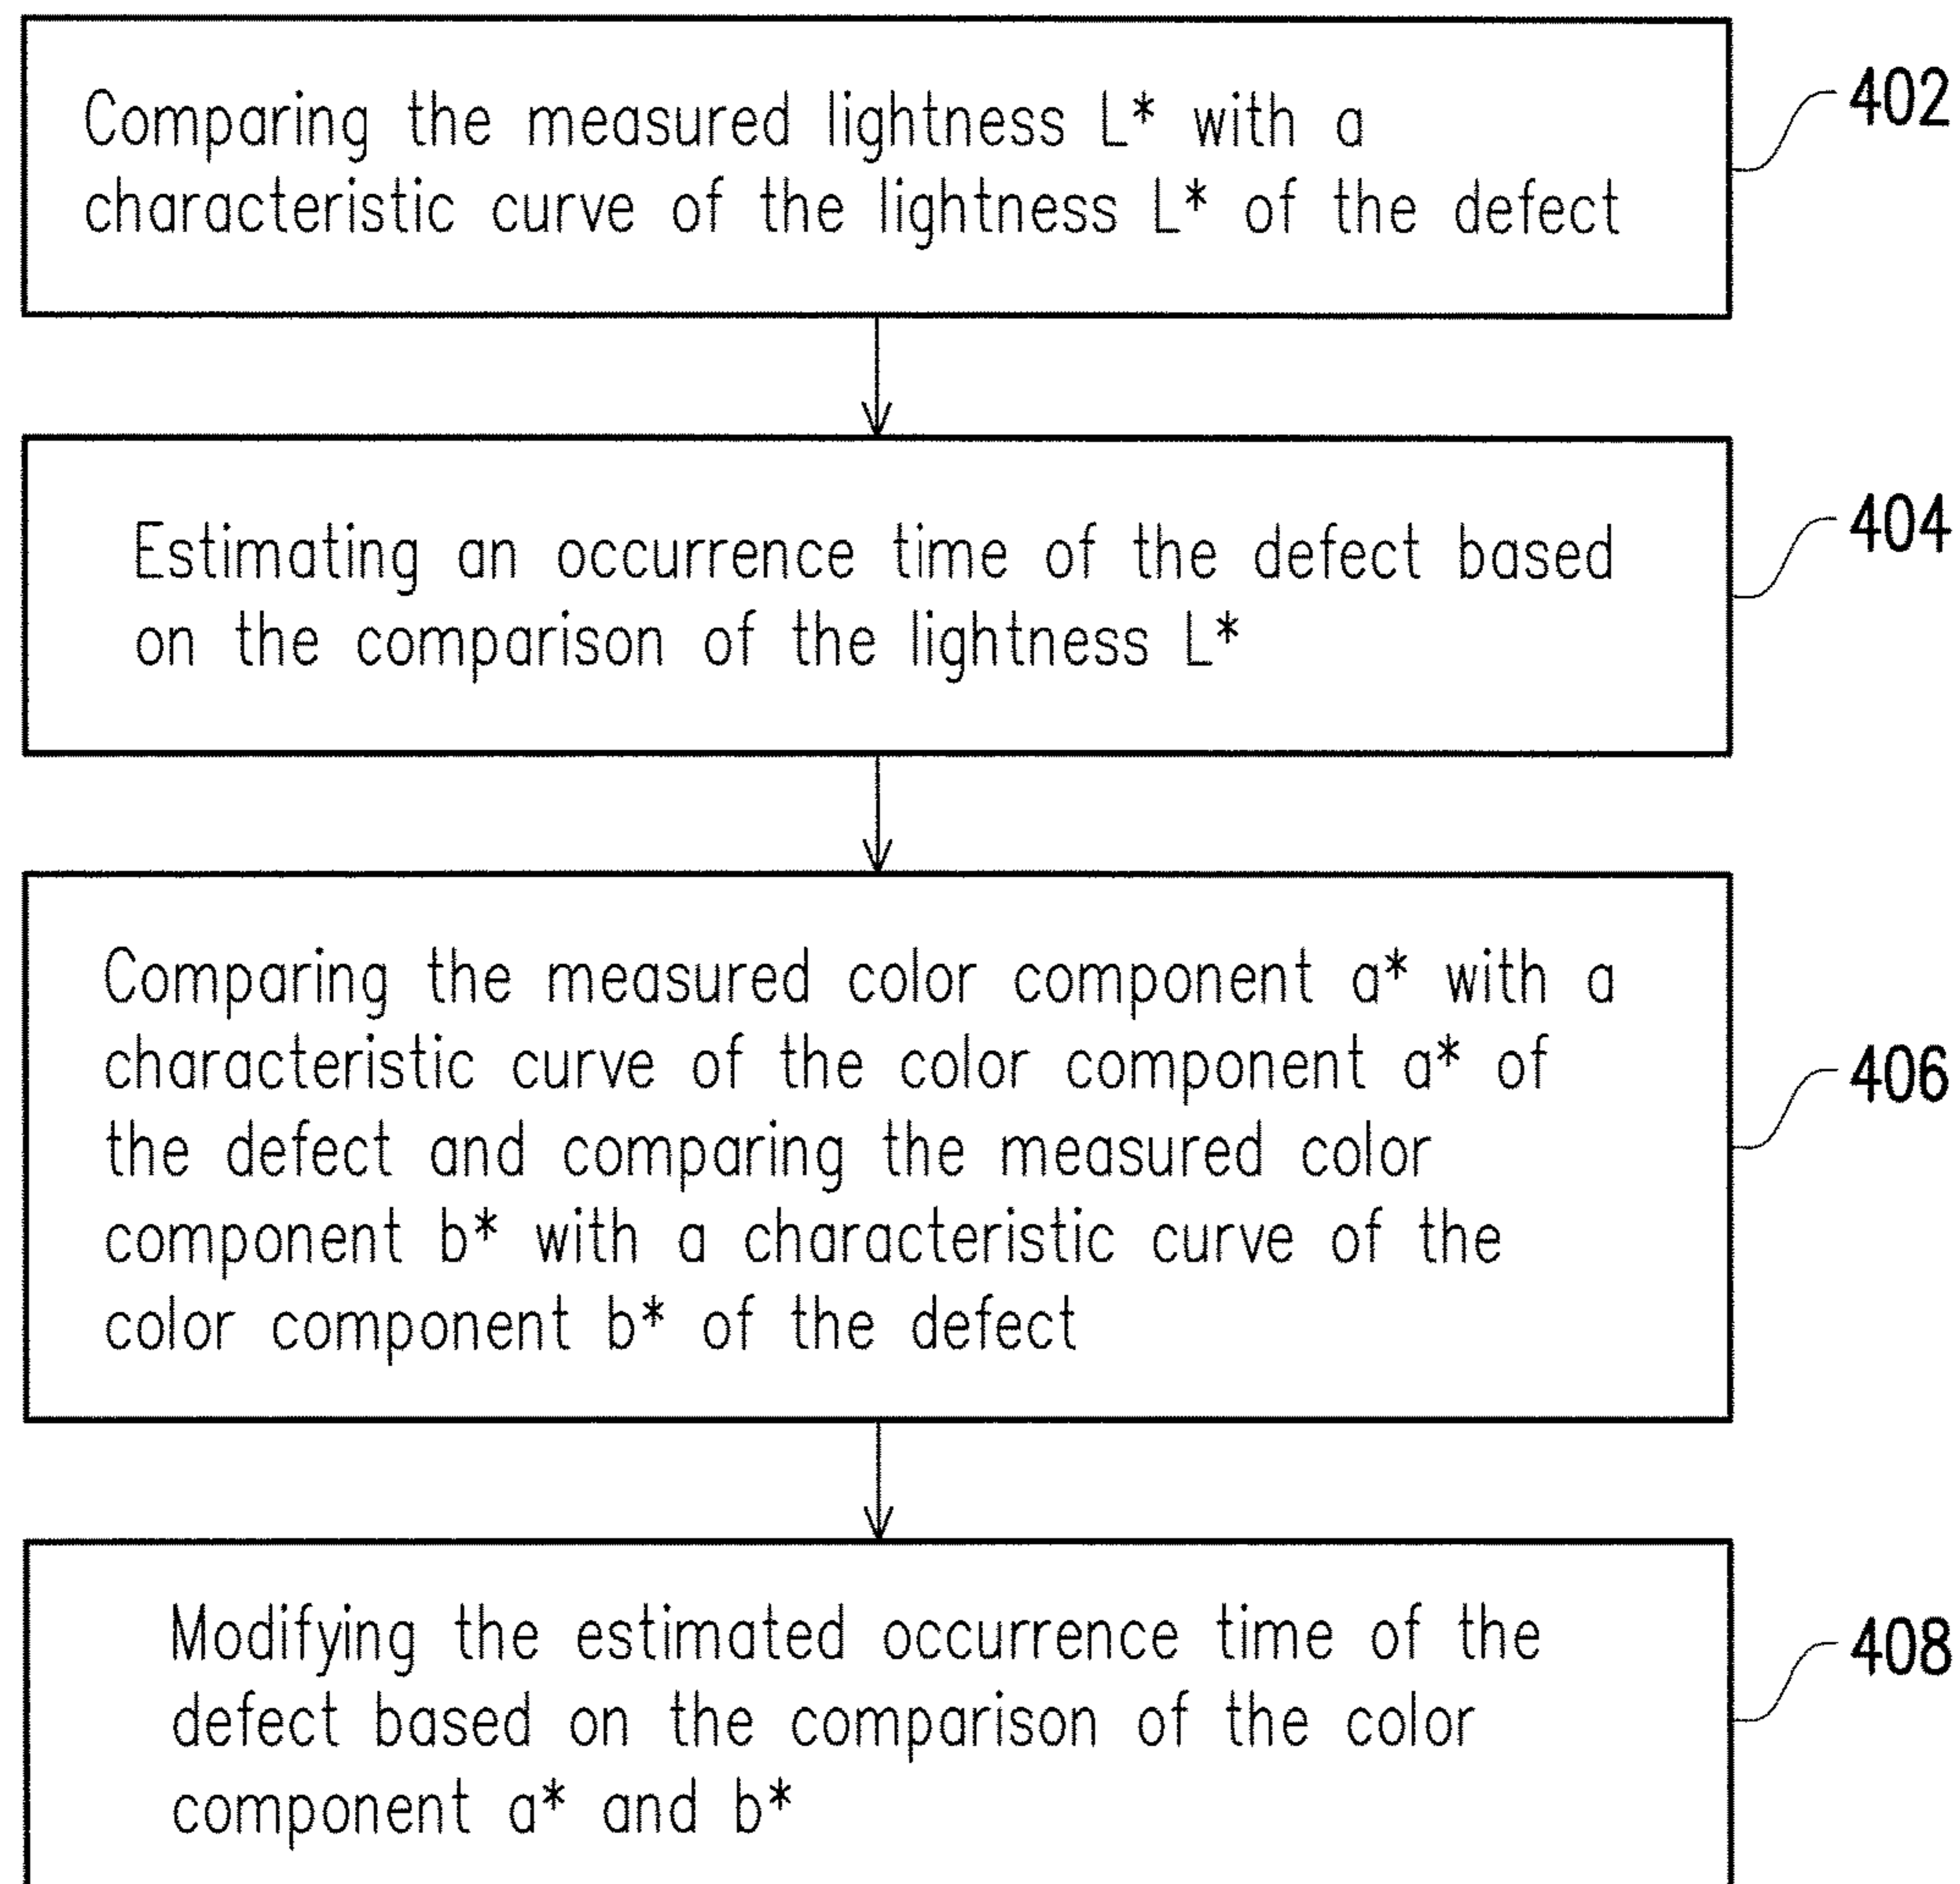 Comparing the measured lightness L* with a
characteristic curve of the lightness L* of the defect
402
Estimating an occurrence time of the defect based
on the comparison of the lightness L*
404
Comparing the measured color component a* with a
characteristic curve of the color component a* of
the defect and comparing the measured color
component b* with a characteristic curve of the
color component b* of the defect
406
Modifying the estimated occurrence time of the
defect based on the comparison of the color
component a* and b*
408